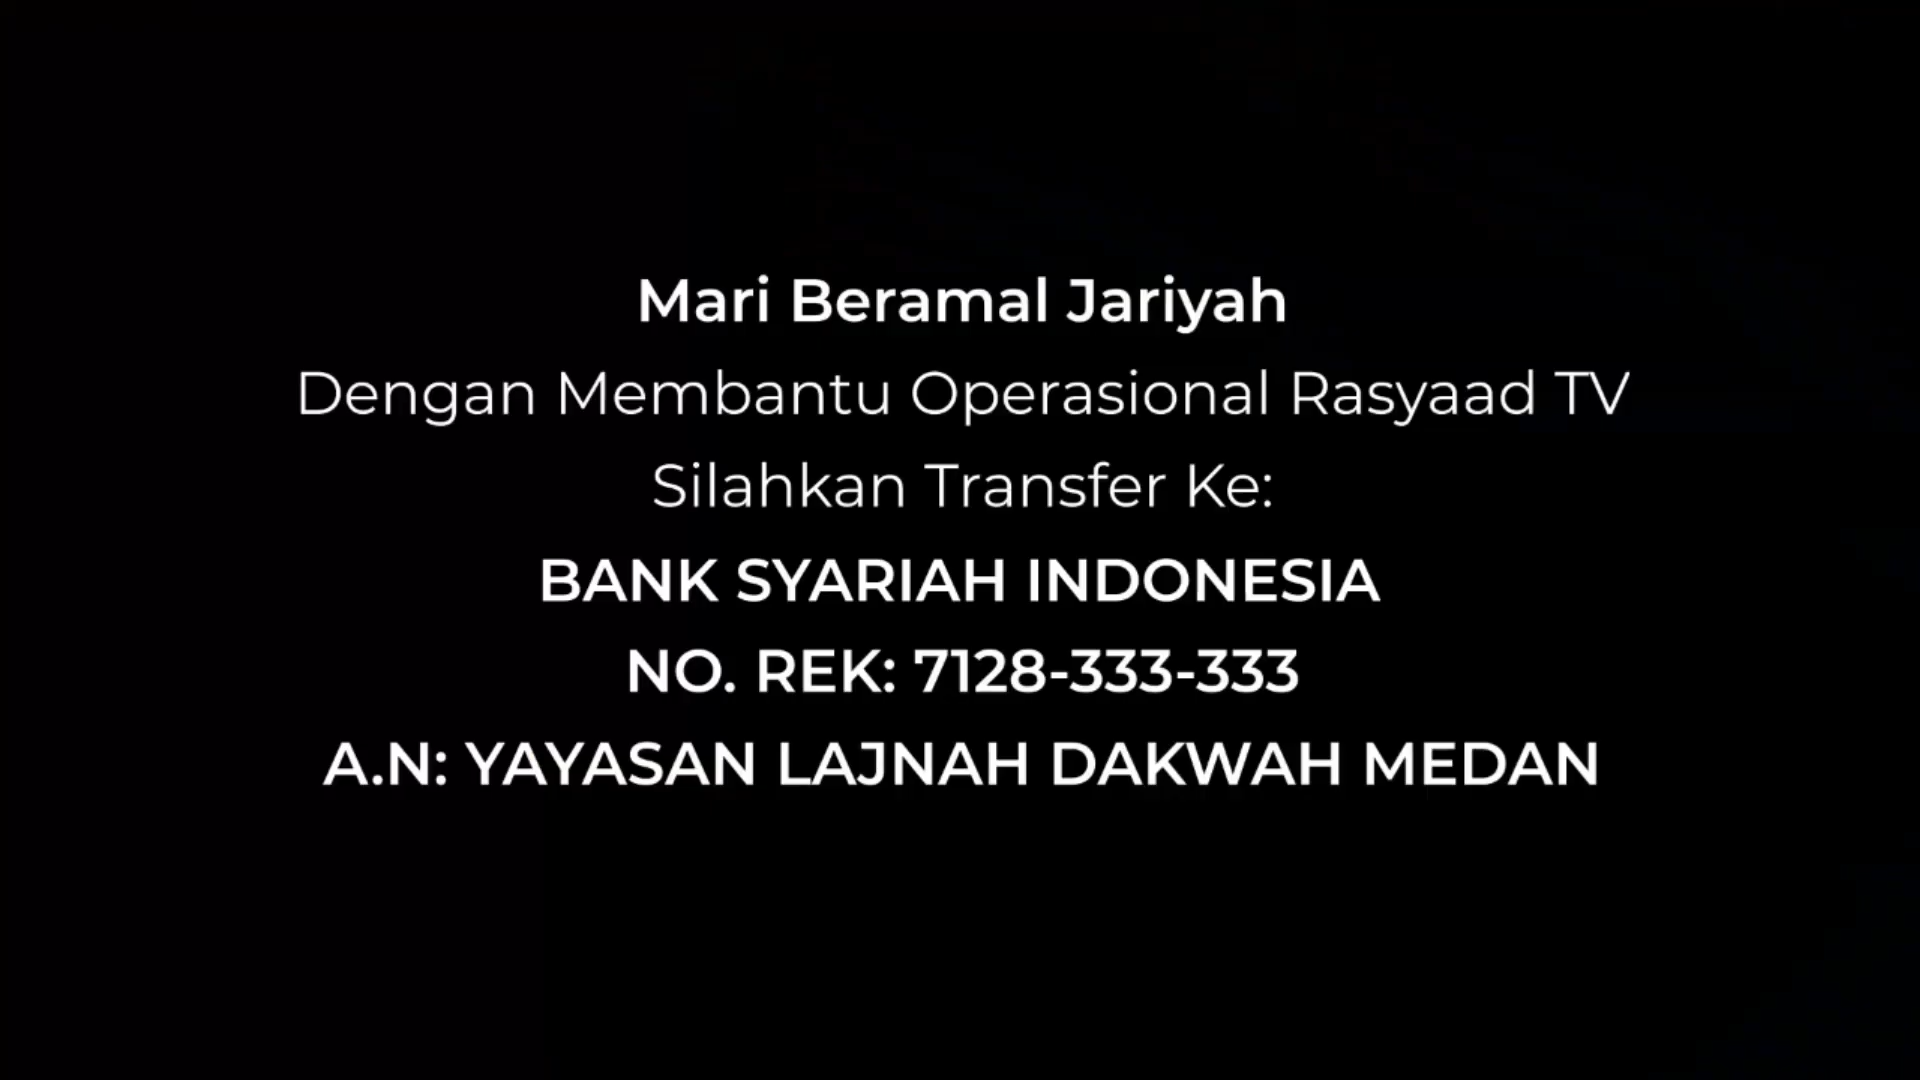 Mari Beramal Jariyah
Dengan Membantu Operasional Rasyaad TV
Silahkan Transfer Ke:
BANK SYARIAH INDONESIA
NO. REK: 7128-333-333
A.N: YAYASAN LAJNAH DAKWAH MEDAN